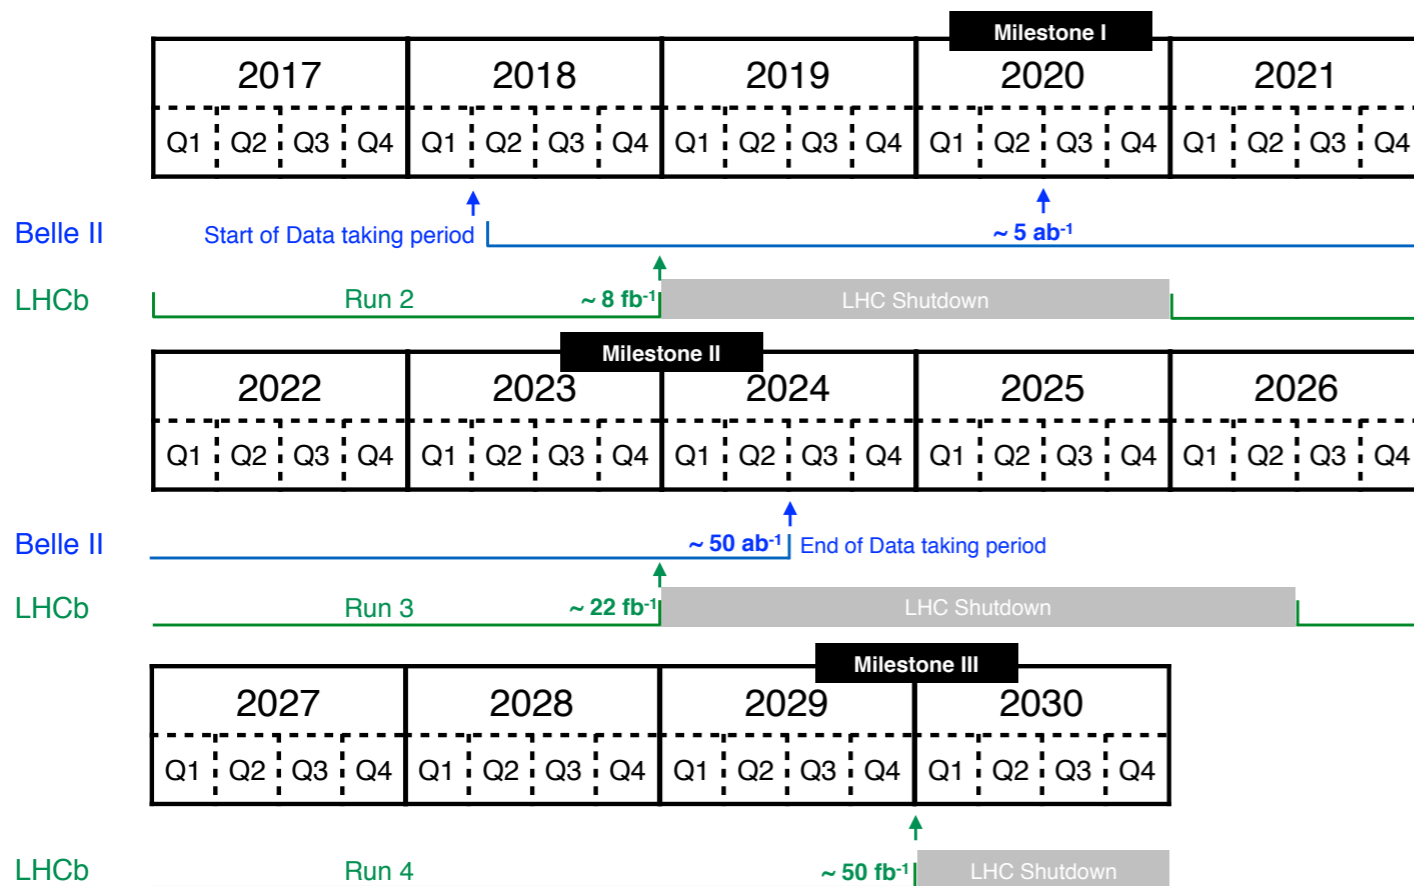 Milestone I
2017 2018 2019 2020 2021
Q1 Q2 Q3 Q4 Q1 Q2 Q3 Q4 Q1 Q2 Q3 Q4 Q1 Q2 Q3 Q4 Q1 Q2 Q3 Q4
Belle II Start of Data taking period ~ 5 ab-1
LHCb Run 2 ~ 8 fb-1 LHC Shutdown
Milestone II
2022 2023 2024 2025 2026
Q1 Q2 Q3 Q4 Q1 Q2 Q3 Q4 Q1 Q2 Q3 Q4 Q1 Q2 Q3 Q4 Q1 Q2 Q3 Q4
Belle II ~ 50 ab-1 End of Data taking period
LHCb Run 3 ~ 22 fb-1 LHC Shutdown
Milestone III
2027 2028 2029 2030
Q1 Q2 Q3 Q4 Q1 Q2 Q3 Q4 Q1 Q2 Q3 Q4 Q1 Q2 Q3 Q4
LHCb Run 4 ~ 50 fb-1 LHC Shutdown